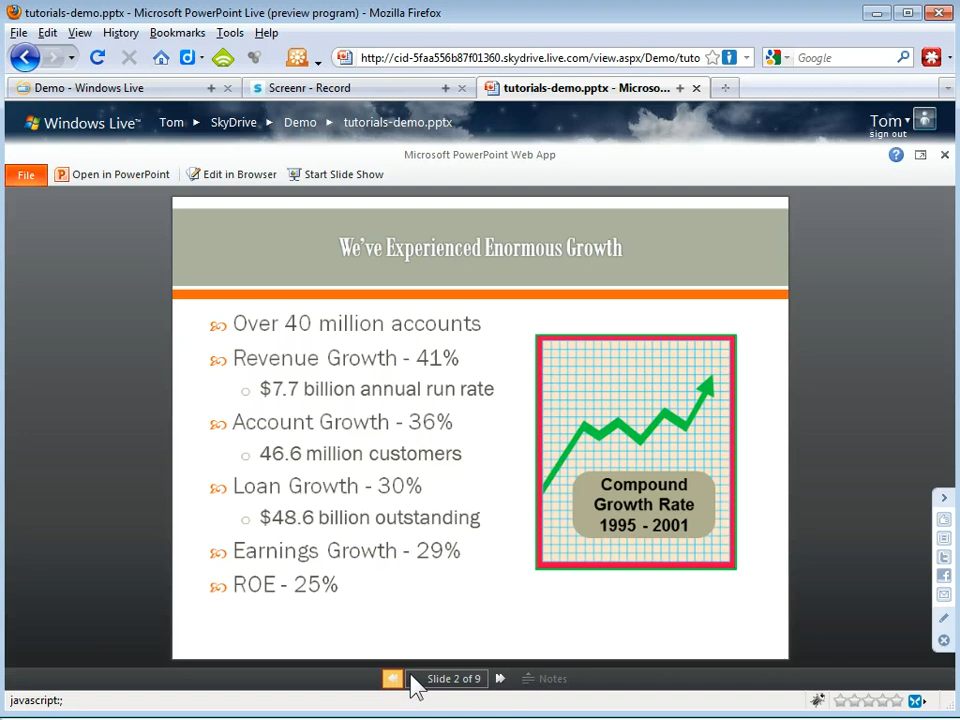 tutorials-demo.pptx - Microsoft PowerPoint Live (preview program) - Mozilla Firefox
File Edit View History Bookmarks Tools Help
http://cid-5faa556b87f01360.skydrive.live.com/view.aspx/Demo/tuto
Google
Demo - Windows Live
Screenr - Record
tutorials-demo.pptx - Microso...
Windows Live™ Tom SkyDrive Demo tutorials-demo.pptx
Tom
sign out
Microsoft PowerPoint Web App
File Open in PowerPoint Edit in Browser Start Slide Show
We've Experienced Enormous Growth
Over 40 million accounts
Revenue Growth - 41%
$7.7 billion annual run rate
Account Growth - 36%
46.6 million customers
Loan Growth - 30%
$48.6 billion outstanding
Earnings Growth - 29%
ROE - 25%
Compound
Growth Rate
1995 - 2001
Slide 2 of 9
Notes
javascript:;